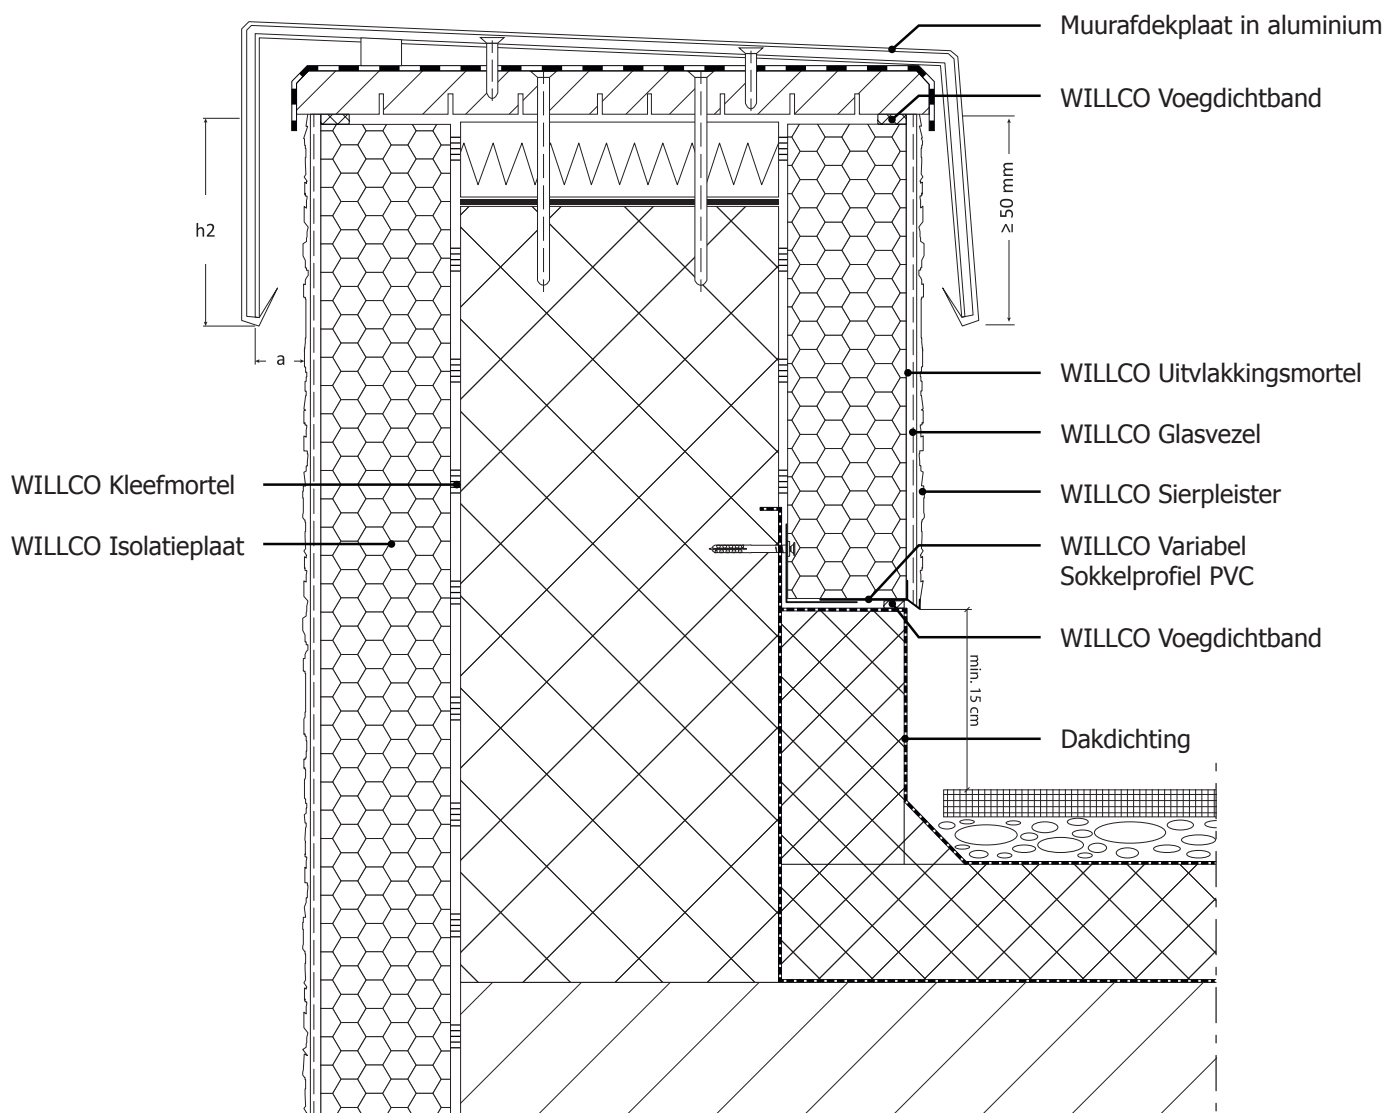 Muurafdekplaat in aluminium
WILLCO Voegdichtband
≥ 50 mm
h2
a
WILLCO Uitvlakkingsmortel
WILLCO Glasvezel
WILLCO Kleefmortel
WILLCO Sierpleister
WILLCO Isolatieplaat
WILLCO Variabel
Sokkelprofiel PVC
WILLCO Voegdichtband
min. 15 cm
Dakdichting